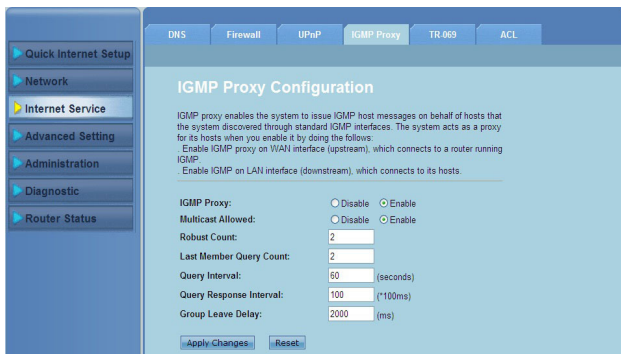 DNS Firewall UPnP IGMP Proxy TR-069 ACL
Quick Internet Setup
Network
Internet Service
Advanced Setting
Administration
Diagnostic
Router Status
IGMP Proxy Configuration
IGMP proxy enables the system to issue IGMP host messages on behalf of hosts that
the system discovered through standard IGMP interfaces. The system acts as a proxy
for its hosts when you enable it by doing the follows:
. Enable IGMP proxy on WAN interface (upstream), which connects to a router running
IGMP.
. Enable IGMP on LAN interface (downstream), which connects to its hosts.
IGMP Proxy: Disable Enable
Multicast Allowed: Disable Enable
Robust Count: 2
Last Member Query Count: 2
Query Interval: 60 (seconds)
Query Response Interval: 100 (*100ms)
Group Leave Delay: 2000 (ms)
Apply Changes Reset